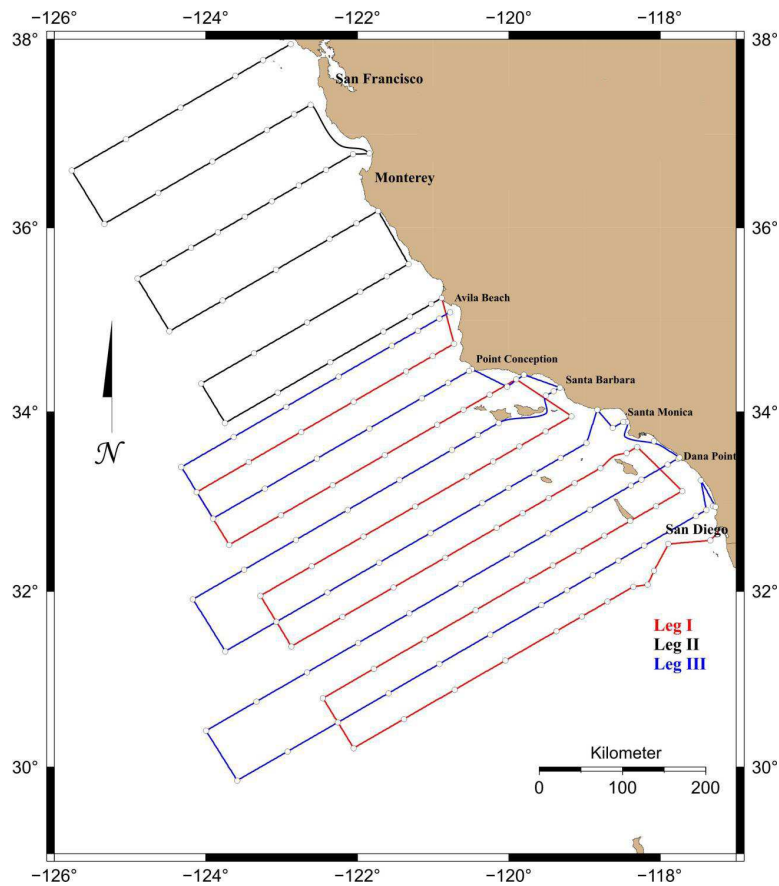 −126° −124° −122° −120° −118°
38°
San Francisco
Monterey
36°
Avila Beach
Point Conception
Santa Barbara
34°
Santa Monica
Dana Point
N
San Diego
32°
Leg I
Leg II
Leg III
30°
Kilometer
0 100 200
−126° −124° −122° −120° −118°
38°
36°
34°
32°
30°